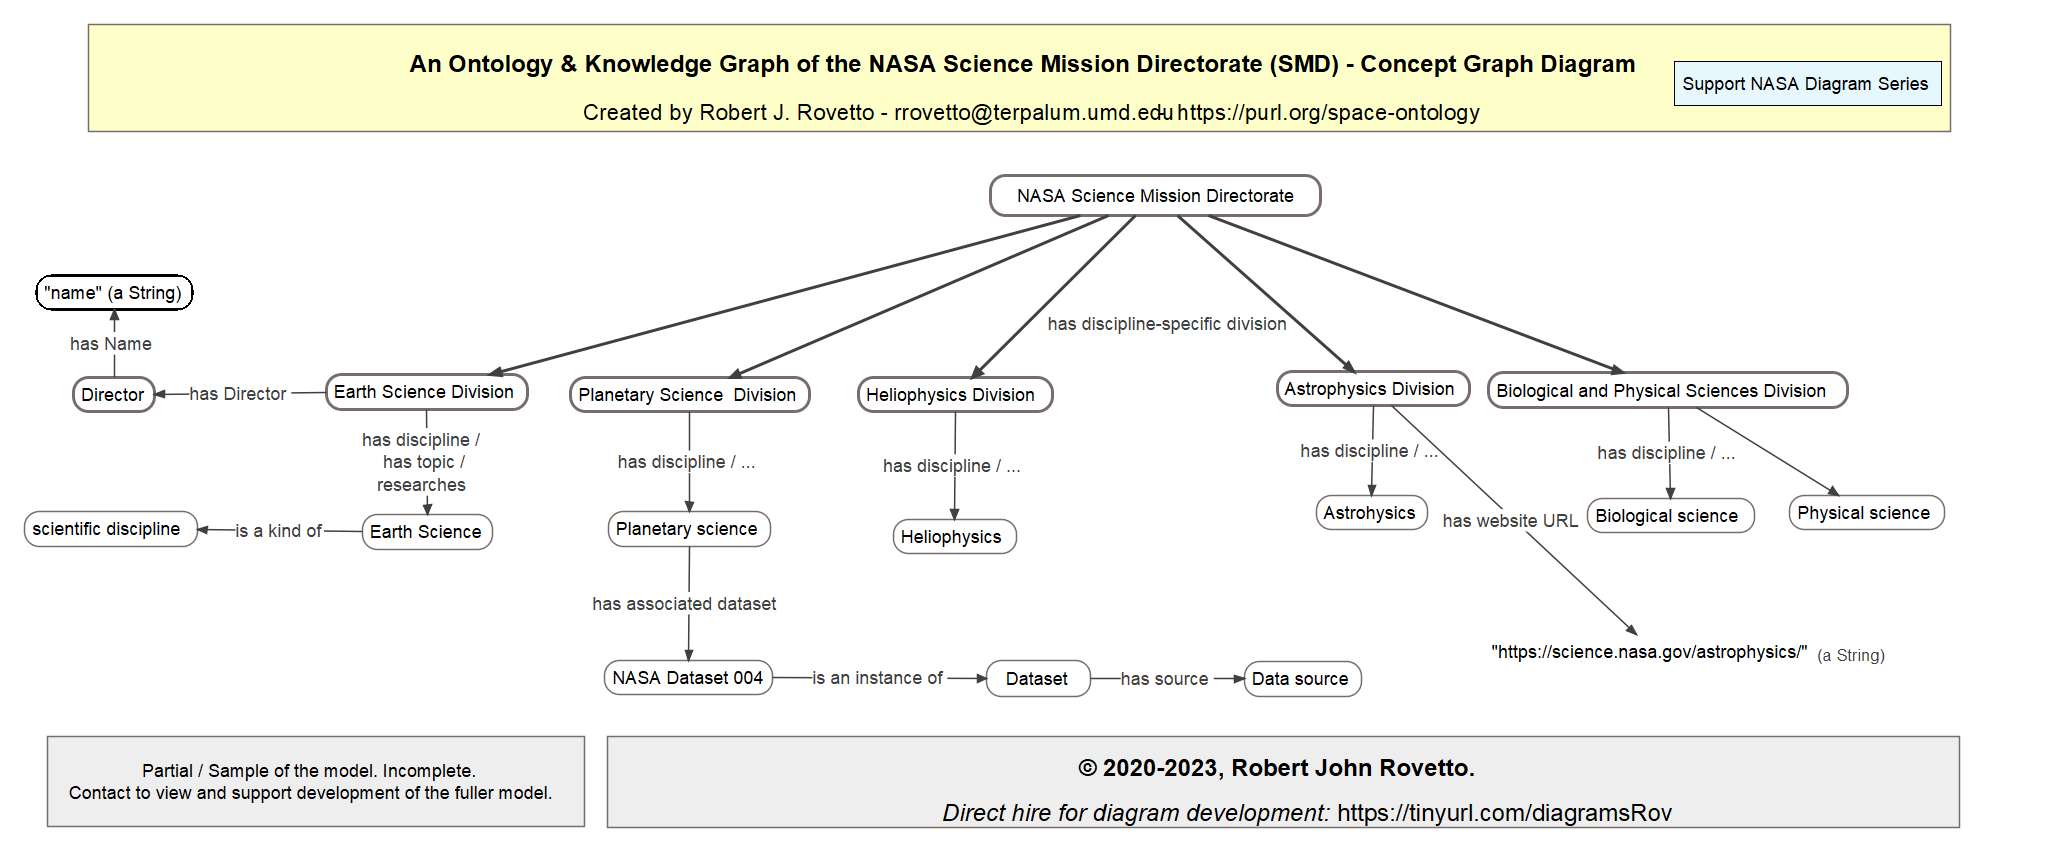 An Ontology & Knowledge Graph of the NASA Science Mission Directorate (SMD) - Concept Graph Diagram
Support NASA Diagram Series
Created by Robert J. Rovetto - rrovetto@terpalum.umd.edu - https://purl.org/space-ontology
NASA Science Mission Directorate
"name" (a String)
has discipline-specific division
has Name
Director
has Director
Earth Science Division
Planetary Science  Division
Heliophysics Division
Astrophysics Division
Biological and Physical Sciences Division
has discipline /
has topic /
researches
has discipline / ...
has discipline / ...
has discipline / ...
has discipline / ...
scientific discipline
is a kind of
Earth Science
Planetary science
Heliophysics
Astrohysics
has website URL
Biological science
Physical science
has associated dataset
"https://science.nasa.gov/astrophysics/" (a String)
NASA Dataset 004
is an instance of
Dataset
has source
Data source
Partial / Sample of the model. Incomplete.
Contact to view and support development of the fuller model.
© 2020-2023, Robert John Rovetto.
Direct hire for diagram development: https://tinyurl.com/diagramsRov